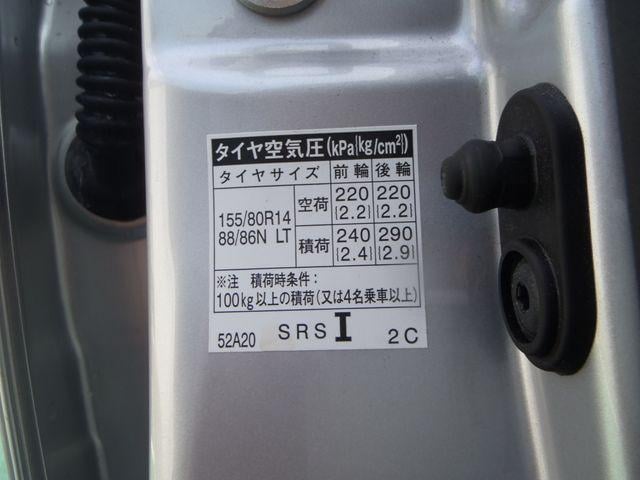 タイヤ空気圧(kPa{kg/cm²})
タイヤサイズ 前輪 後輪
155/80R14 88/86N LT 空荷 220{2.2} 220{2.2}
積荷 240{2.4} 290{2.9}
※注 積荷時条件:
100kg以上の積荷(又は4名乗車以上)
52A20 SRS I 2C